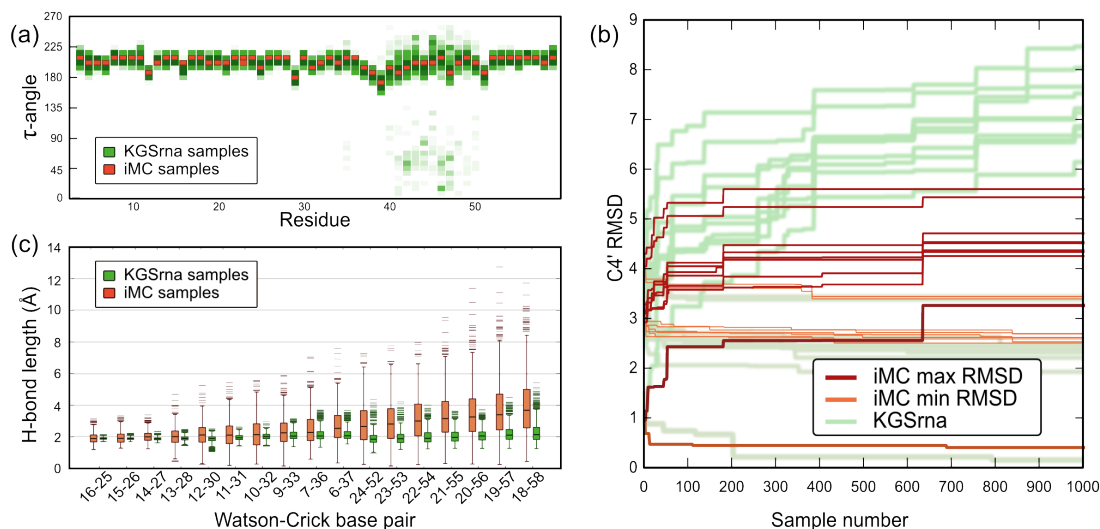 (a)
270
225
180
135
90
45
0
τ-angle
KGSrna samples
iMC samples
10
20
30
40
50
Residue
(b)
9
8
7
6
5
4
3
2
1
0
C4' RMSD
iMC max RMSD
iMC min RMSD
KGSrna
0 100 200 300 400 500 600 700 800 900 1000
Sample number
(c)
14
12
10
8
6
4
2
0
H-bond length (Å)
KGSrna samples
iMC samples
16-25
15-26
14-27
13-28
12-30
11-31
10-32
9-33
7-36
6-37
24-52
23-53
22-54
21-55
20-56
19-57
18-58
Watson-Crick base pair